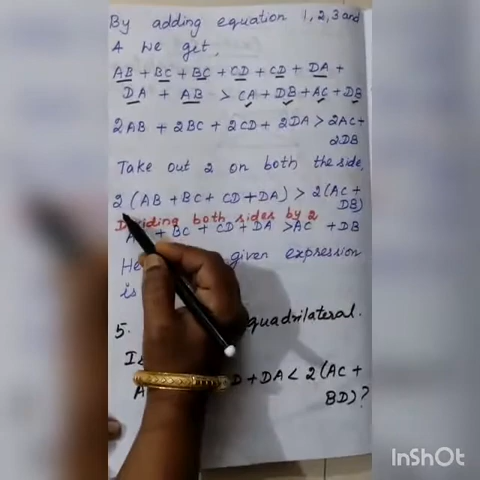 By adding equation 1, 2, 3 and
4 We get,
AB + BC + BC + CD + CD + DA +
DA + AB > CA + DB + AC + DB
2AB + 2BC + 2CD + 2DA > 2AC +
2DB
Take out 2 on both the side,
2 (AB + BC + CD + DA) > 2(AC +
DB)
Dividing both sides by 2
+ BC + CD + DA > AC + DB
given expression
is
5. quadrilateral.
Is
D + DA < 2(AC +
BD)?
InShOt